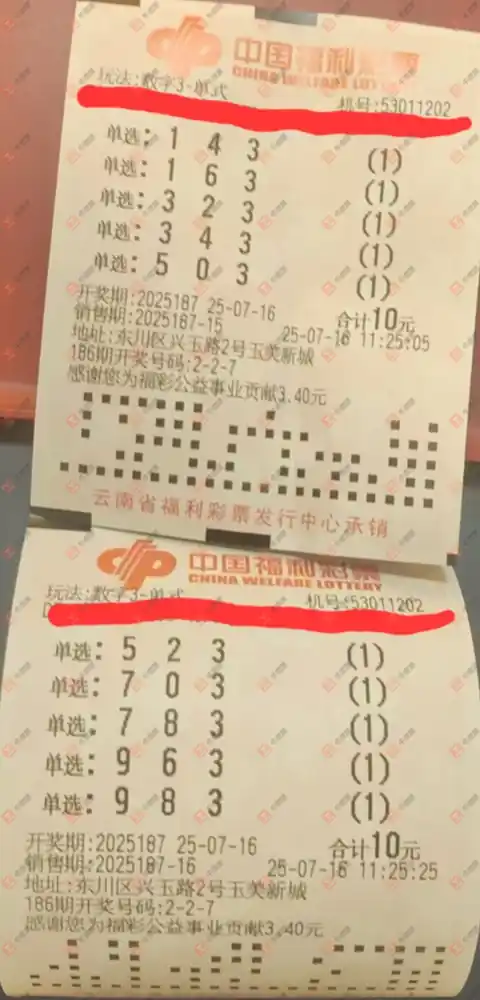 中国福利彩票
CHINA WELFARE LOTTERY
玩法:数字3-单式 机号:53011202
单选: 1 4 3 (1)
单选: 1 6 3 (1)
单选: 3 2 3 (1)
单选: 3 4 3 (1)
单选: 5 0 3 (1)
开奖期:2025187 25-07-16 合计10元
销售期:2025187-15 25-07-16 11:25:05
地址:东川区兴玉路2号玉美新城
186期开奖号码:2-2-7
感谢您为福彩公益事业贡献3.40元
云南省福利彩票发行中心承销
中国福利彩票
CHINA WELFARE LOTTERY
玩法:数字3-单式 机号:53011202
单选: 5 2 3 (1)
单选: 7 0 3 (1)
单选: 7 8 3 (1)
单选: 9 6 3 (1)
单选: 9 8 3 (1)
开奖期:2025187 25-07-16 合计10元
销售期:2025187-16 25-07-16 11:25:25
地址:东川区兴玉路2号玉美新城
186期开奖号码:2-2-7
感谢您为福彩公益事业贡献3.40元